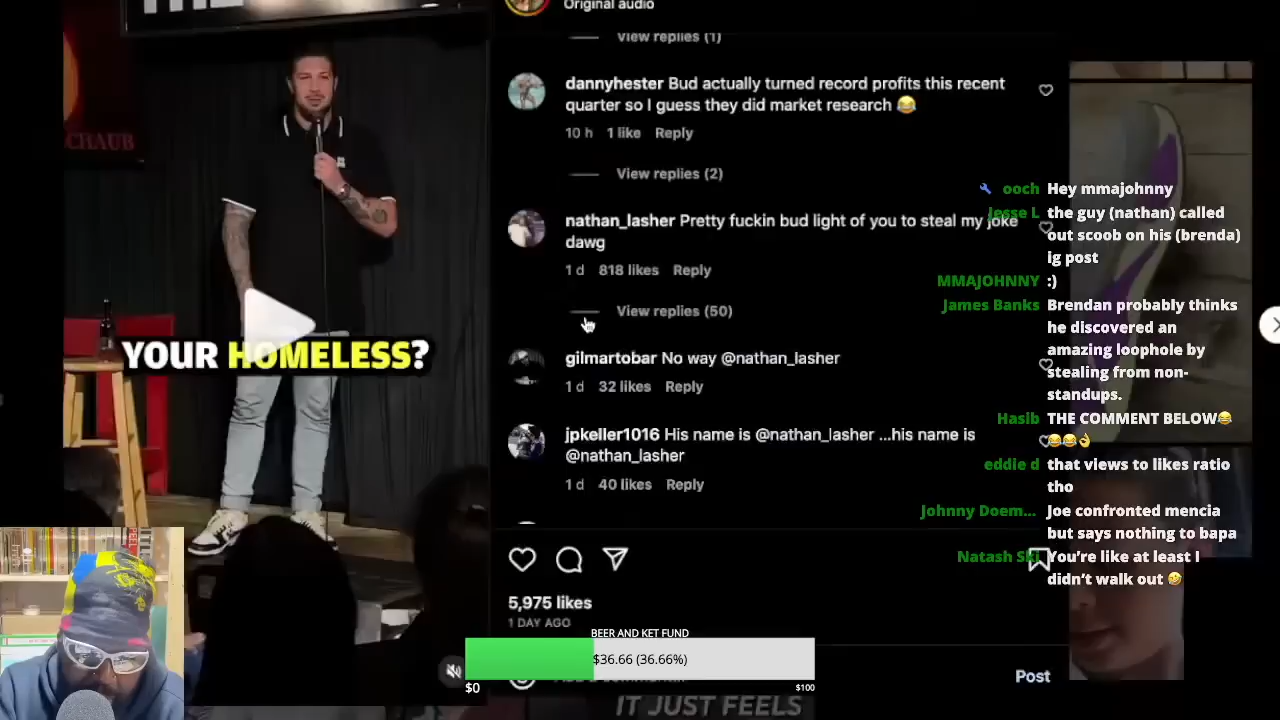 THE
CHAUB
YOUR HOMELESS?
Original audio
View replies (1)
dannyhester Bud actually turned record profits this recent
quarter so I guess they did market research 😂
10 h 1 like Reply
View replies (2)
nathan_lasher Pretty fuckin bud light of you to steal my joke
dawg
1 d 818 likes Reply
View replies (50)
gilmartobar No way @nathan_lasher
1 d 32 likes Reply
jpkeller1016 His name is @nathan_lasher ...his name is
@nathan_lasher
1 d 40 likes Reply
5,975 likes
1 DAY AGO
BEER AND KET FUND
$36.66 (36.66%)
$0
$100
Post
IT JUST FEELS
ooch Hey mmajohnny
Jesse L the guy (nathan) called
out scoob on his (brenda)
ig post
MMAJOHNNY :)
James Banks Brendan probably thinks
he discovered an
amazing loophole by
stealing from non-
standups.
Hasib THE COMMENT BELOW😂
😂😂👌
eddie d that views to likes ratio
tho
Johnny Doem... Joe confronted mencia
but says nothing to bapa
Natash Ski You're like at least I
didn't walk out 🤣